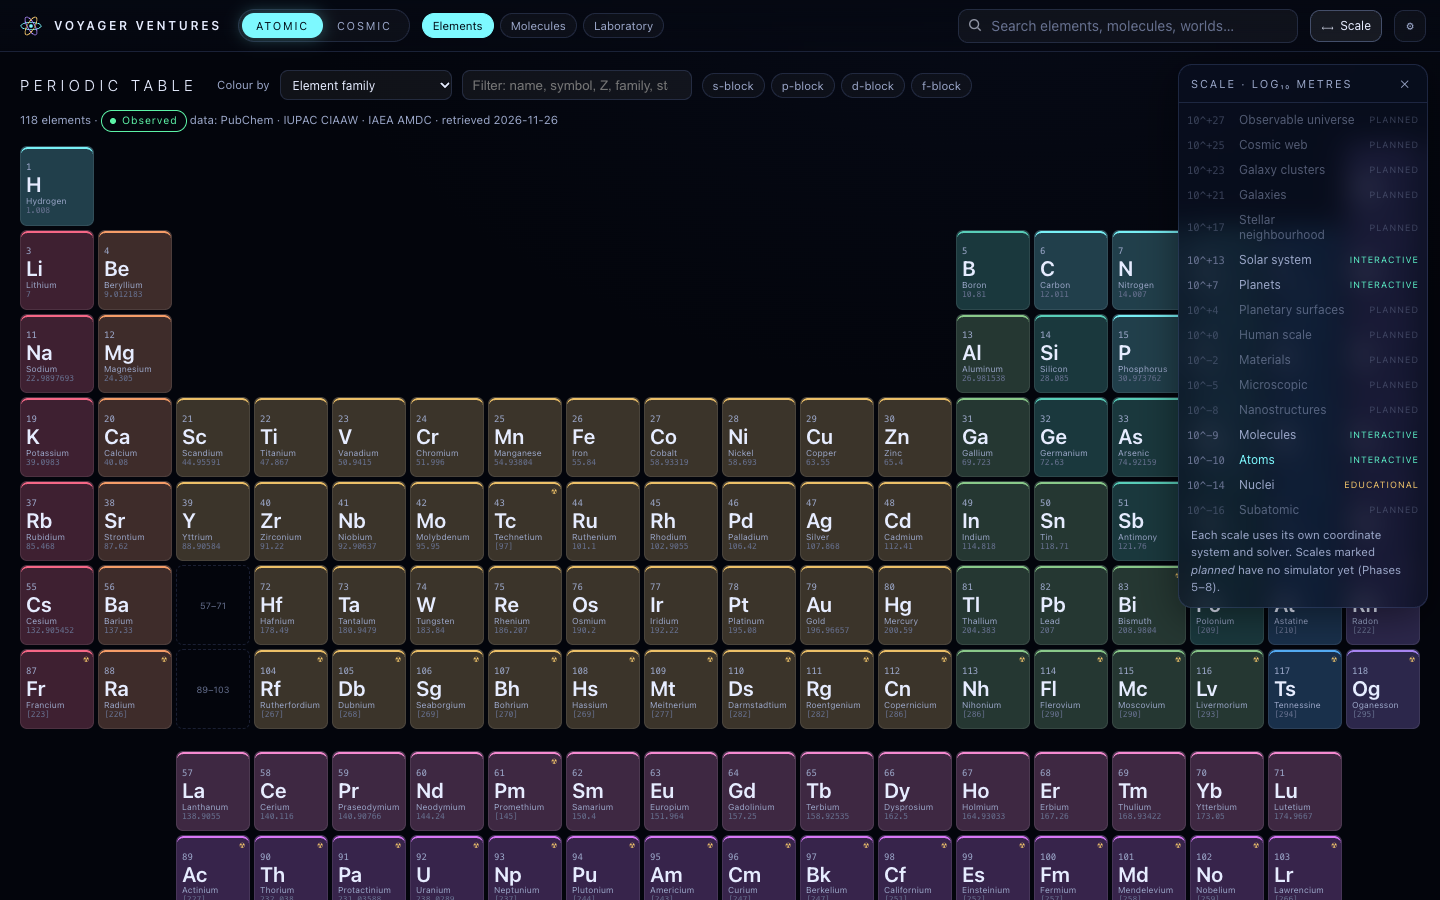 VOYAGER VENTURES ATOMIC COSMIC Elements Molecules Laboratory Search elements, molecules, worlds... Scale
PERIODIC TABLE Colour by Element family Filter: name, symbol, Z, family, st s-block p-block d-block f-block
118 elements · Observed data: PubChem · IUPAC CIAAW · IAEA AMDC · retrieved 2026-11-26
1
H
Hydrogen
1.008
3 4 5 6 7
Li Be B C N
Lithium Beryllium Boron Carbon Nitrogen
7 9.012183 10.81 12.011 14.007
11 12 13 14 15
Na Mg Al Si P
Sodium Magnesium Aluminum Silicon Phosphorus
22.9897693 24.305 26.981538 28.085 30.973762
19 20 21 22 23 24 25 26 27 28 29 30 31 32 33
K Ca Sc Ti V Cr Mn Fe Co Ni Cu Zn Ga Ge As
Potassium Calcium Scandium Titanium Vanadium Chromium Manganese Iron Cobalt Nickel Copper Zinc Gallium Germanium Arsenic
39.0983 40.08 44.95591 47.867 50.9415 51.996 54.93804 55.84 58.93319 58.693 63.55 65.4 69.723 72.63 74.92159
37 38 39 40 41 42 43 44 45 46 47 48 49 50 51
Rb Sr Y Zr Nb Mo Tc Ru Rh Pd Ag Cd In Sn Sb
Rubidium Strontium Yttrium Zirconium Niobium Molybdenum Technetium Ruthenium Rhodium Palladium Silver Cadmium Indium Tin Antimony
85.468 87.62 88.90584 91.22 92.90637 95.95 [97] 101.1 102.9055 106.42 107.868 112.41 114.818 118.71 121.76
55 56 57–71 72 73 74 75 76 77 78 79 80 81 82 83
Cs Ba Hf Ta W Re Os Ir Pt Au Hg Tl Pb Bi Po At Rn
Cesium Barium Hafnium Tantalum Tungsten Rhenium Osmium Iridium Platinum Gold Mercury Thallium Lead Bismuth Polonium Astatine Radon
132.905452 137.33 178.49 180.9479 183.84 186.207 190.2 192.22 195.08 196.96657 200.59 204.383 207 208.9804 [209] [210] [222]
87 88 89–103 104 105 106 107 108 109 110 111 112 113 114 115 116 117 118
Fr Ra Rf Db Sg Bh Hs Mt Ds Rg Cn Nh Fl Mc Lv Ts Og
Francium Radium Rutherfordium Dubnium Seaborgium Bohrium Hassium Meitnerium Darmstadtium Roentgenium Copernicium Nihonium Flerovium Moscovium Livermorium Tennessine Oganesson
[223] [226] [267] [268] [269] [270] [269] [277] [282] [282] [286] [286] [290] [290] [293] [294] [295]
57 58 59 60 61 62 63 64 65 66 67 68 69 70 71
La Ce Pr Nd Pm Sm Eu Gd Tb Dy Ho Er Tm Yb Lu
Lanthanum Cerium Praseodymium Neodymium Promethium Samarium Europium Gadolinium Terbium Dysprosium Holmium Erbium Thulium Ytterbium Lutetium
138.9055 140.116 140.90766 144.24 [145] 150.4 151.964 157.25 158.92535 162.5 164.93033 167.26 168.93422 173.05 174.9667
89 90 91 92 93 94 95 96 97 98 99 100 101 102 103
Ac Th Pa U Np Pu Am Cm Bk Cf Es Fm Md No Lr
Actinium Thorium Protactinium Uranium Neptunium Plutonium Americium Curium Berkelium Californium Einsteinium Fermium Mendelevium Nobelium Lawrencium
SCALE · LOG₁₀ METRES
10^+27 Observable universe PLANNED
10^+25 Cosmic web PLANNED
10^+23 Galaxy clusters PLANNED
10^+21 Galaxies PLANNED
10^+17 Stellar neighbourhood PLANNED
10^+13 Solar system INTERACTIVE
10^+7 Planets INTERACTIVE
10^+4 Planetary surfaces PLANNED
10^+0 Human scale PLANNED
10^−2 Materials PLANNED
10^−5 Microscopic PLANNED
10^−8 Nanostructures PLANNED
10^−9 Molecules INTERACTIVE
10^−10 Atoms INTERACTIVE
10^−14 Nuclei EDUCATIONAL
10^−16 Subatomic PLANNED
Each scale uses its own coordinate
system and solver. Scales marked
planned have no simulator yet (Phases
5–8).